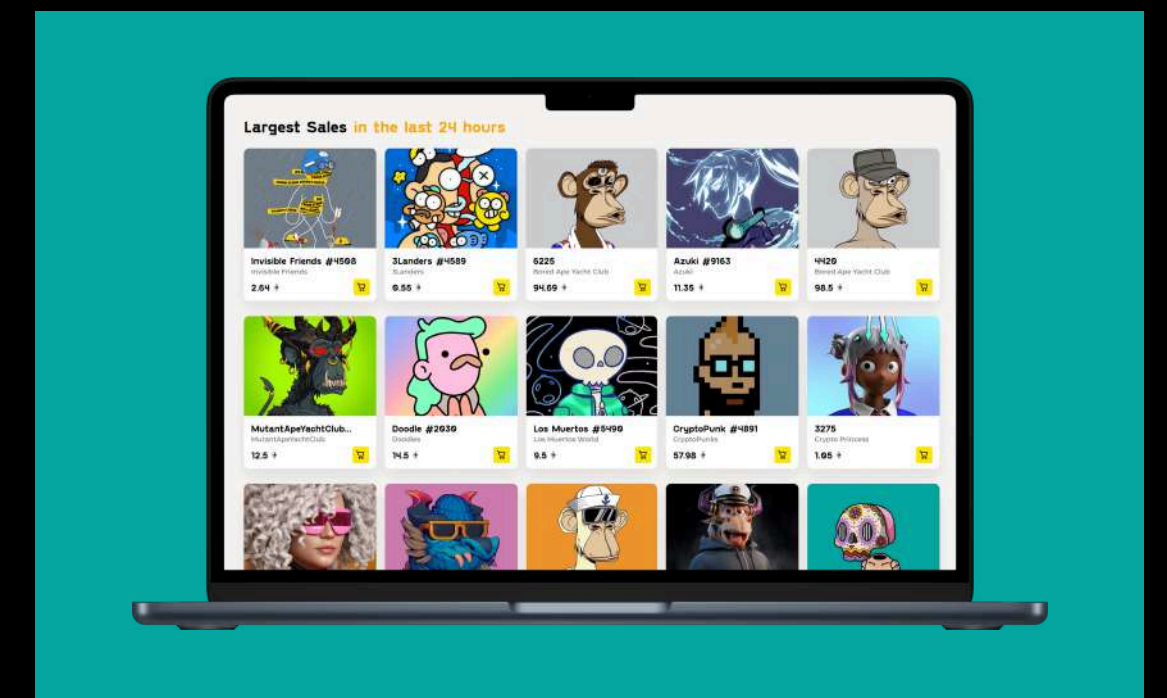 Largest Sales in the last 24 hours
Invisible Friends #4508
Invisible Friends
2.64
3Landers #4589
3Landers
0.55
6225
Bored Ape Yacht Club
94.69
Azuki #9163
Azuki
11.35
4420
Bored Ape Yacht Club
98.5
MutantApeYachtClub...
MutantApeYachtClub
12.5
Doodle #2030
Doodles
14.5
Los Muertos #5490
Los Muertos World
9.5
CryptoPunk #4891
CryptoPunks
57.98
3275
Crypto Princess
1.05